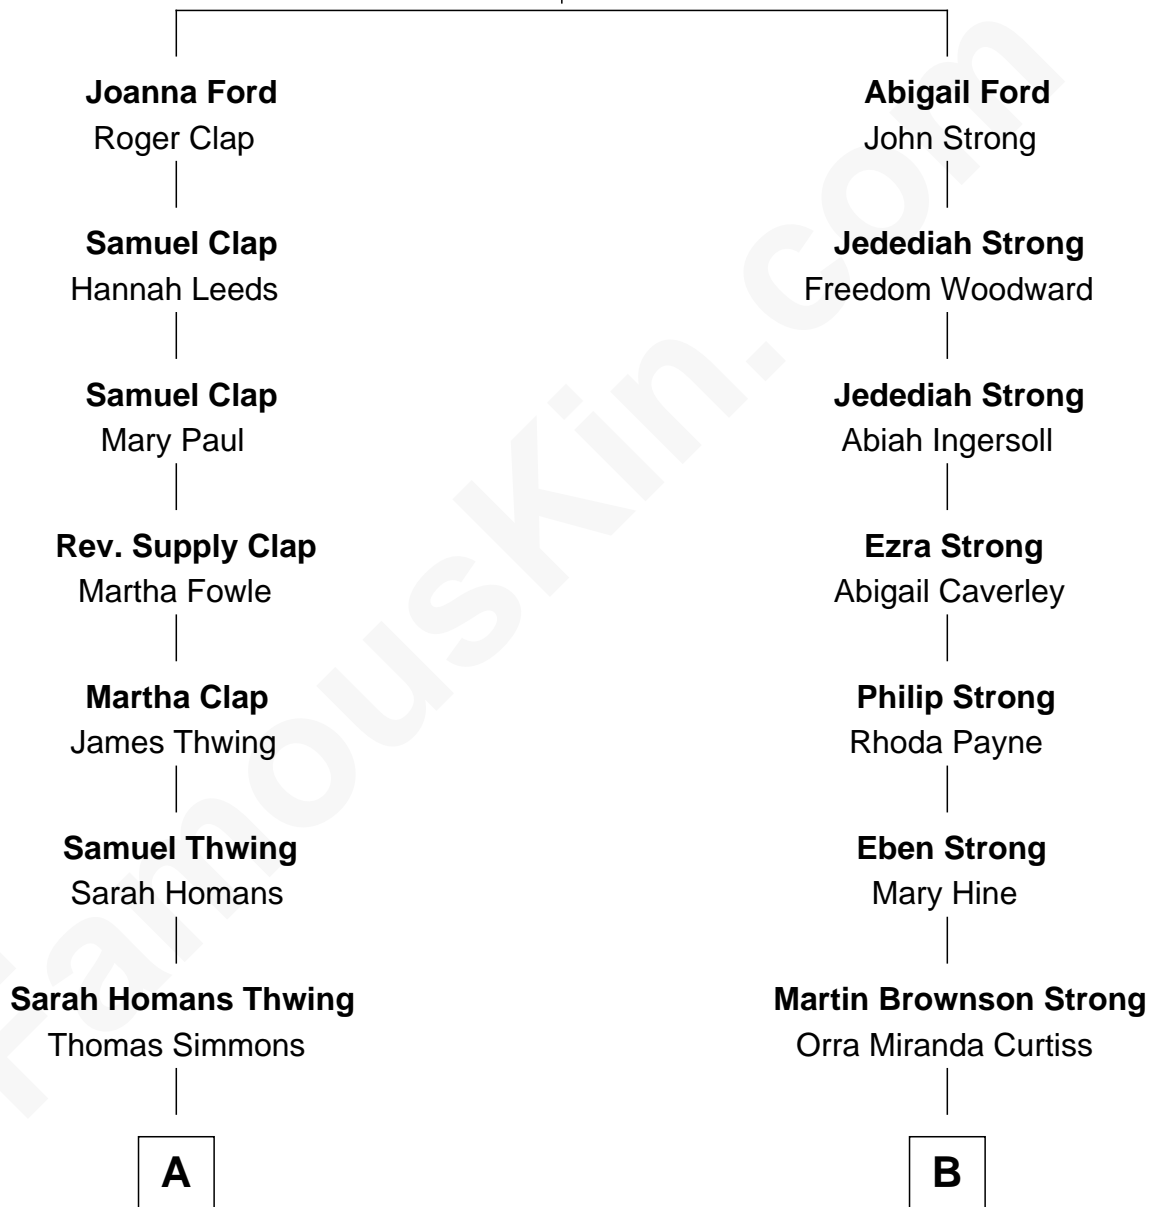 Joanna Ford
Roger Clap
Samuel Clap
Hannah Leeds
Samuel Clap
Mary Paul
Rev. Supply Clap
Martha Fowle
Martha Clap
James Thwing
Samuel Thwing
Sarah Homans
Sarah Homans Thwing
Thomas Simmons
A
Abigail Ford
John Strong
Jedediah Strong
Freedom Woodward
Jedediah Strong
Abiah Ingersoll
Ezra Strong
Abigail Caverley
Philip Strong
Rhoda Payne
Eben Strong
Mary Hine
Martin Brownson Strong
Orra Miranda Curtiss
B
FamousKin.com